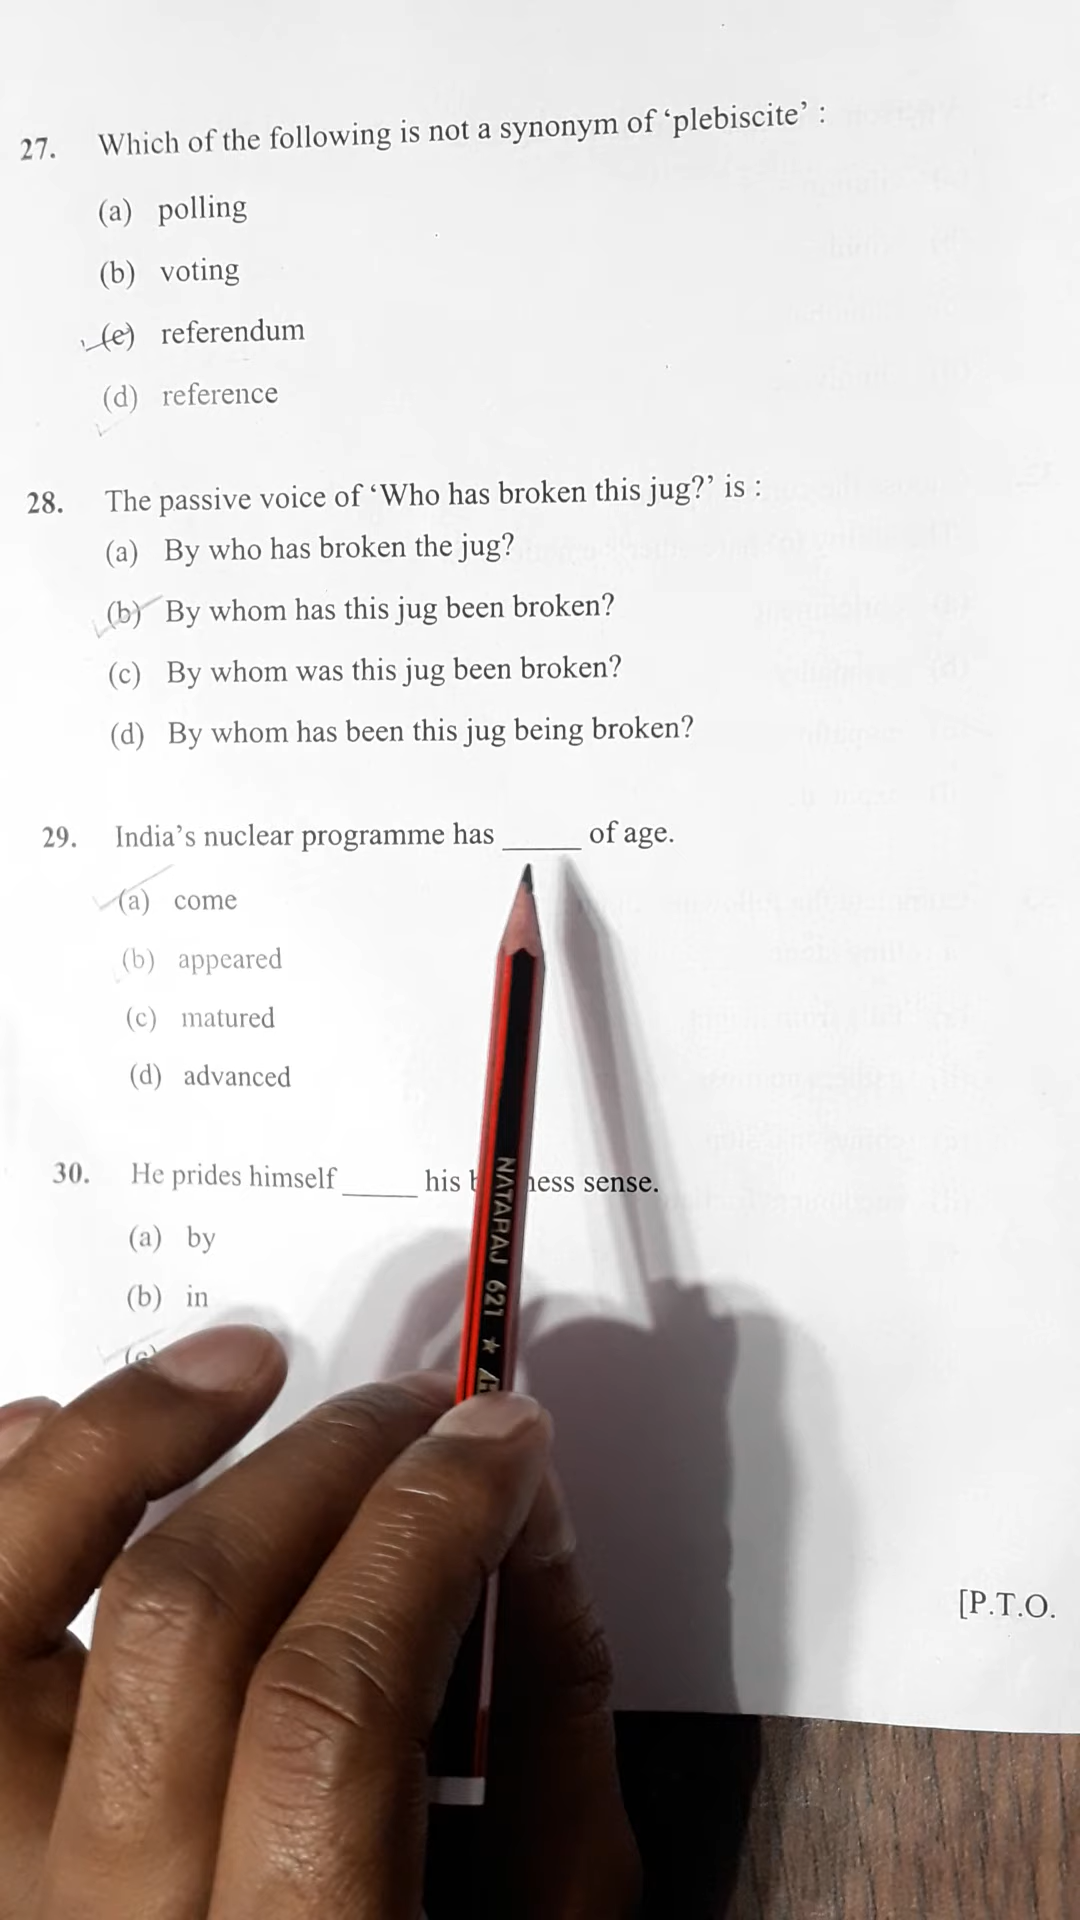 27. Which of the following is not a synonym of ‘plebiscite’ :
(a) polling
(b) voting
(c) referendum
(d) reference
28. The passive voice of ‘Who has broken this jug?’ is :
(a) By who has broken the jug?
(b) By whom has this jug been broken?
(c) By whom was this jug been broken?
(d) By whom has been this jug being broken?
29. India’s nuclear programme has _____ of age.
(a) come
(b) appeared
(c) matured
(d) advanced
30. He prides himself _____ his sense.
(a) by
(b) in
(c)
NATARAJ 621
[P.T.O.